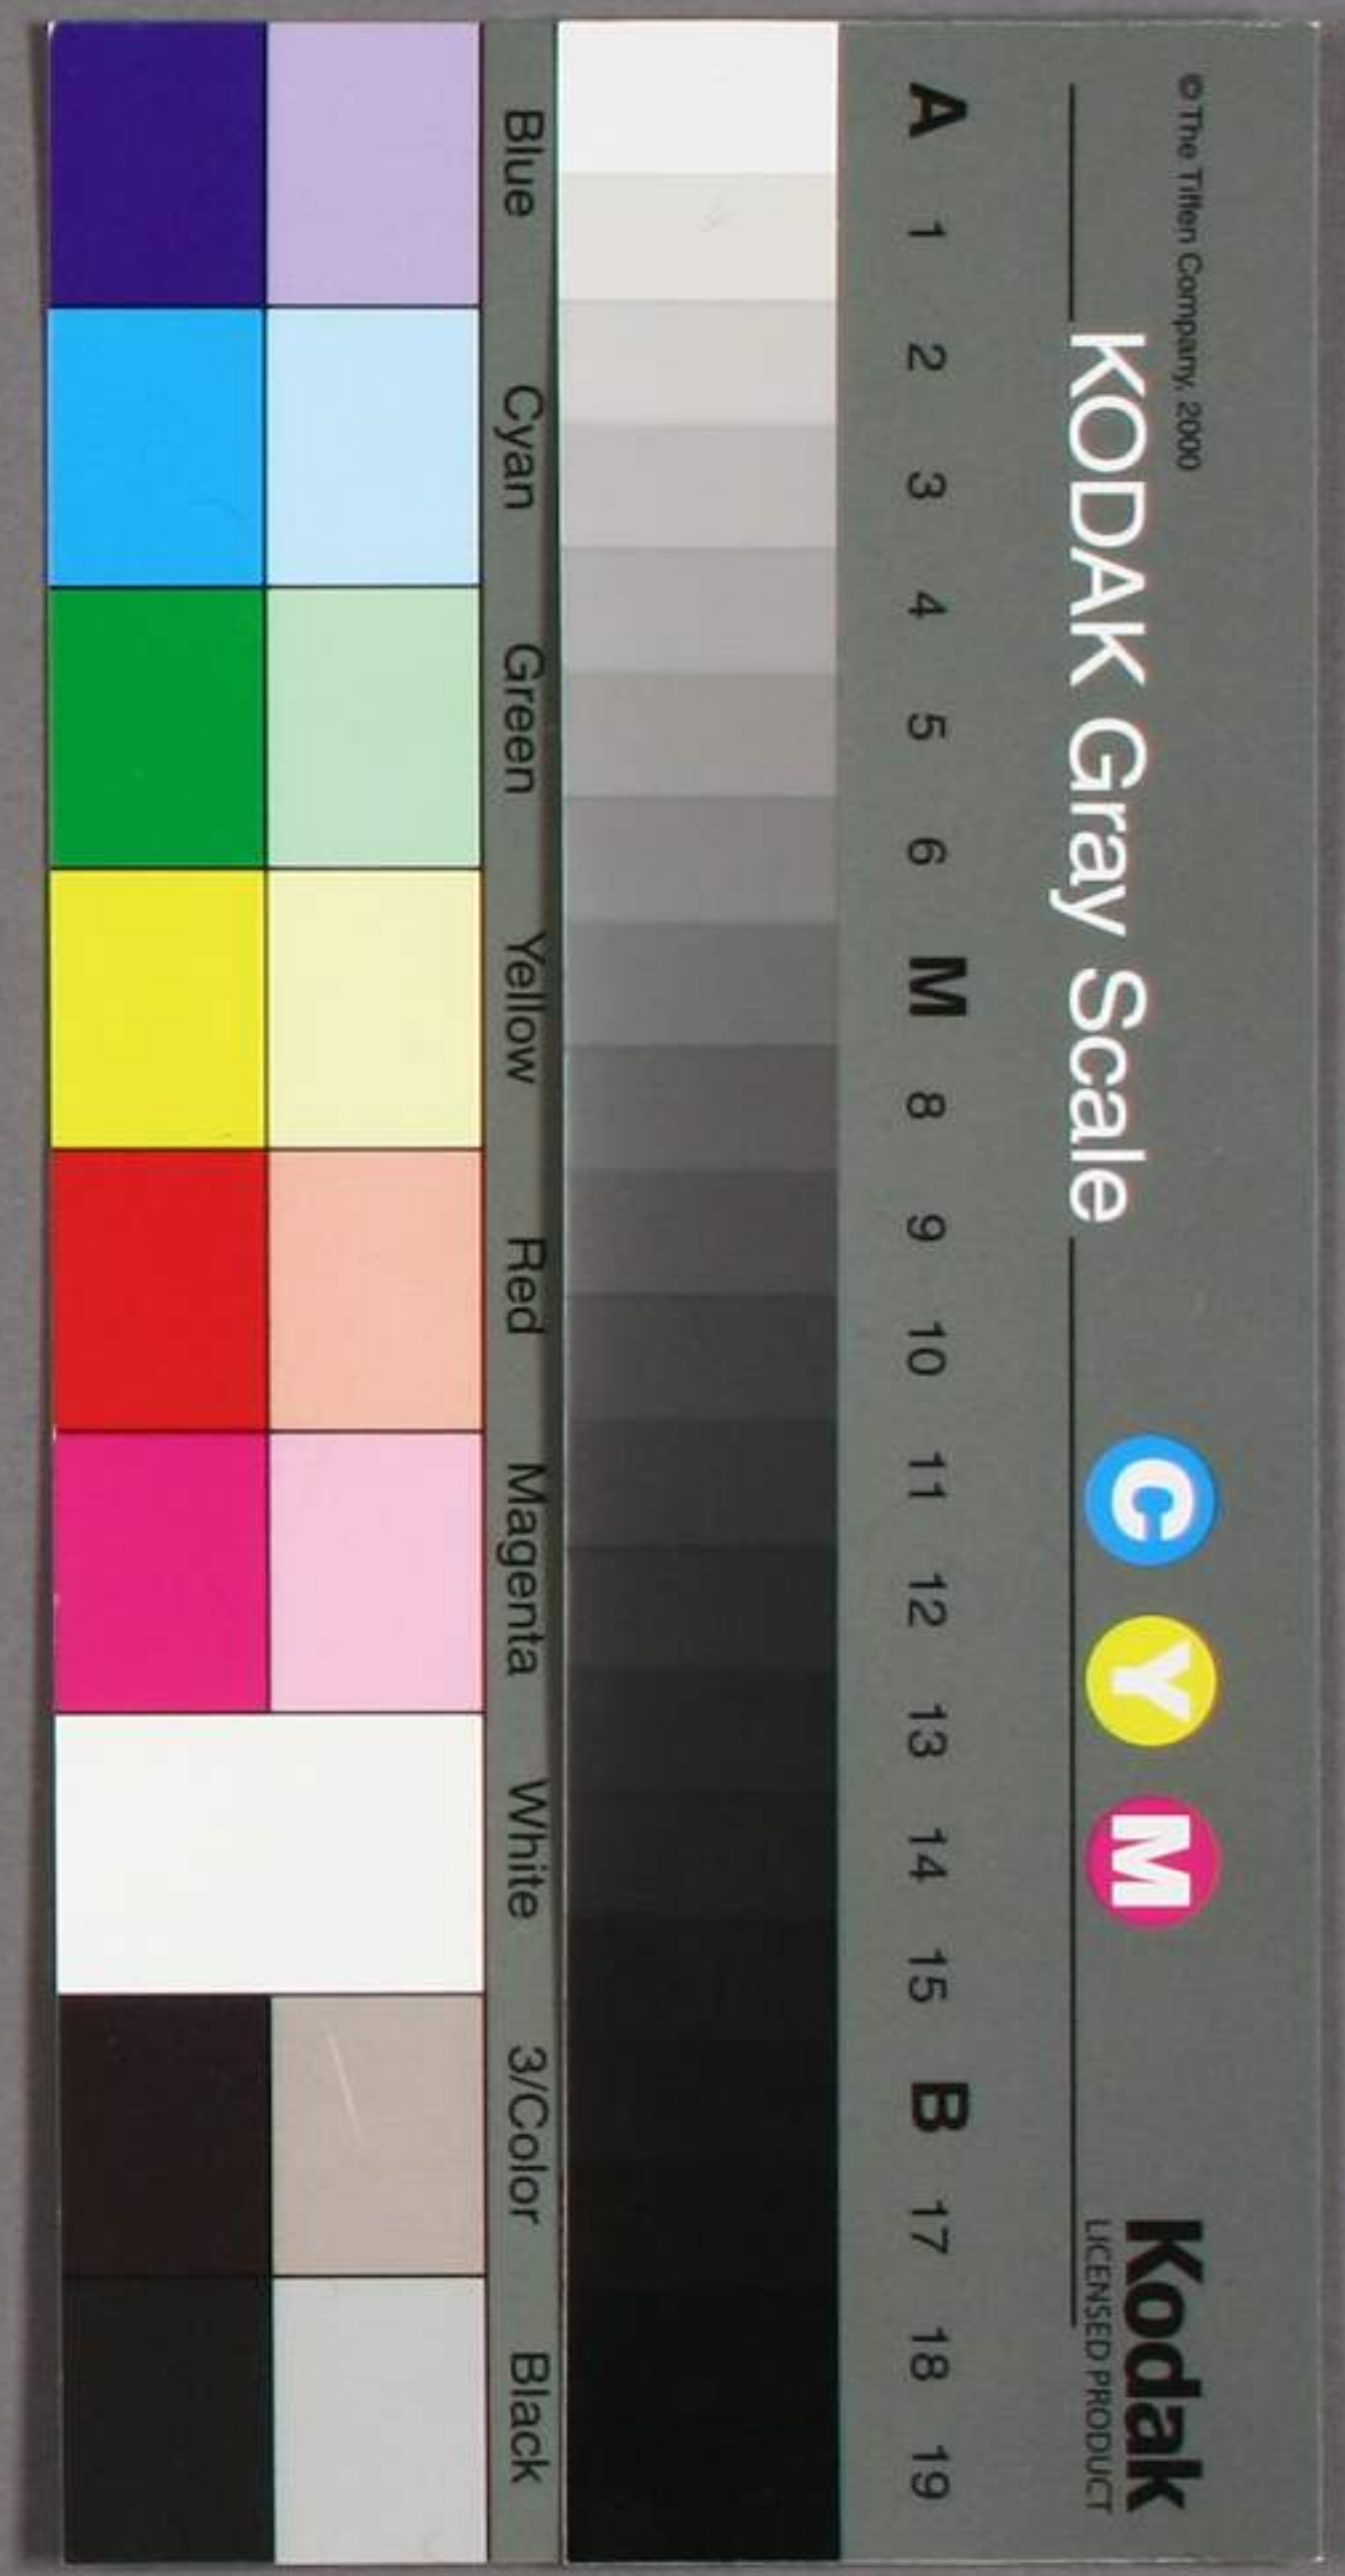 © The Tiffen Company, 2000
KODAK Gray Scale
C Y M
Kodak
LICENSED PRODUCT
A 1 2 3 4 5 6 M 8 9 10 11 12 13 14 15 B 17 18 19
Blue Cyan Green Yellow Red Magenta White 3/Color Black